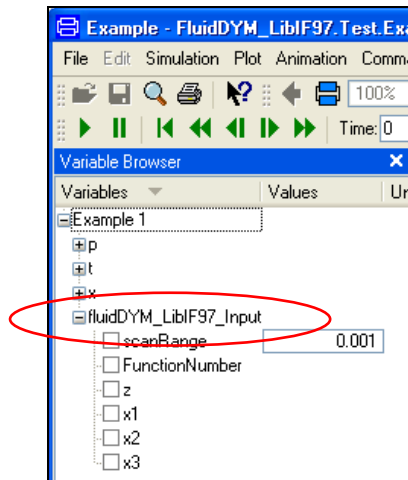 Example - FluidDYM_LibIF97.Test.Exa
File Edit Simulation Plot Animation Comma
100%
Time: 0
Variable Browser
Variables Values Un
Example 1
p
t
x
fluidDYM_LibIF97_Input
scanRange 0.001
FunctionNumber
z
x1
x2
x3